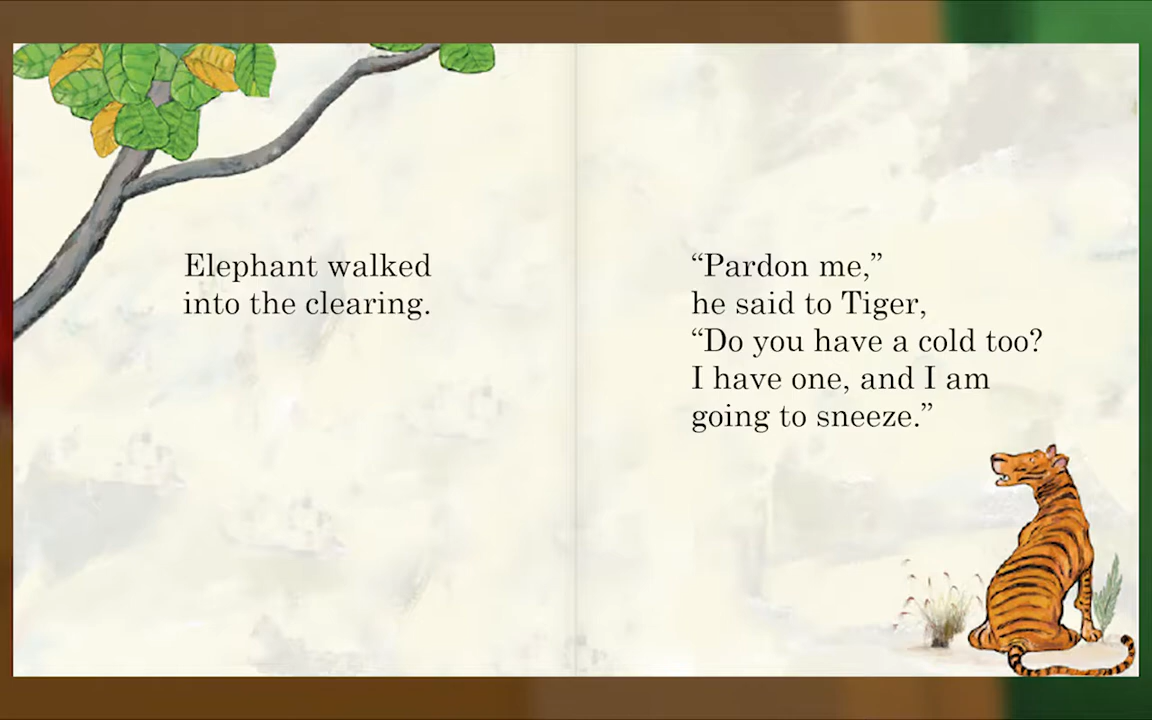 Elephant walked
into the clearing.
“Pardon me,”
he said to Tiger,
“Do you have a cold too?
I have one, and I am
going to sneeze.”